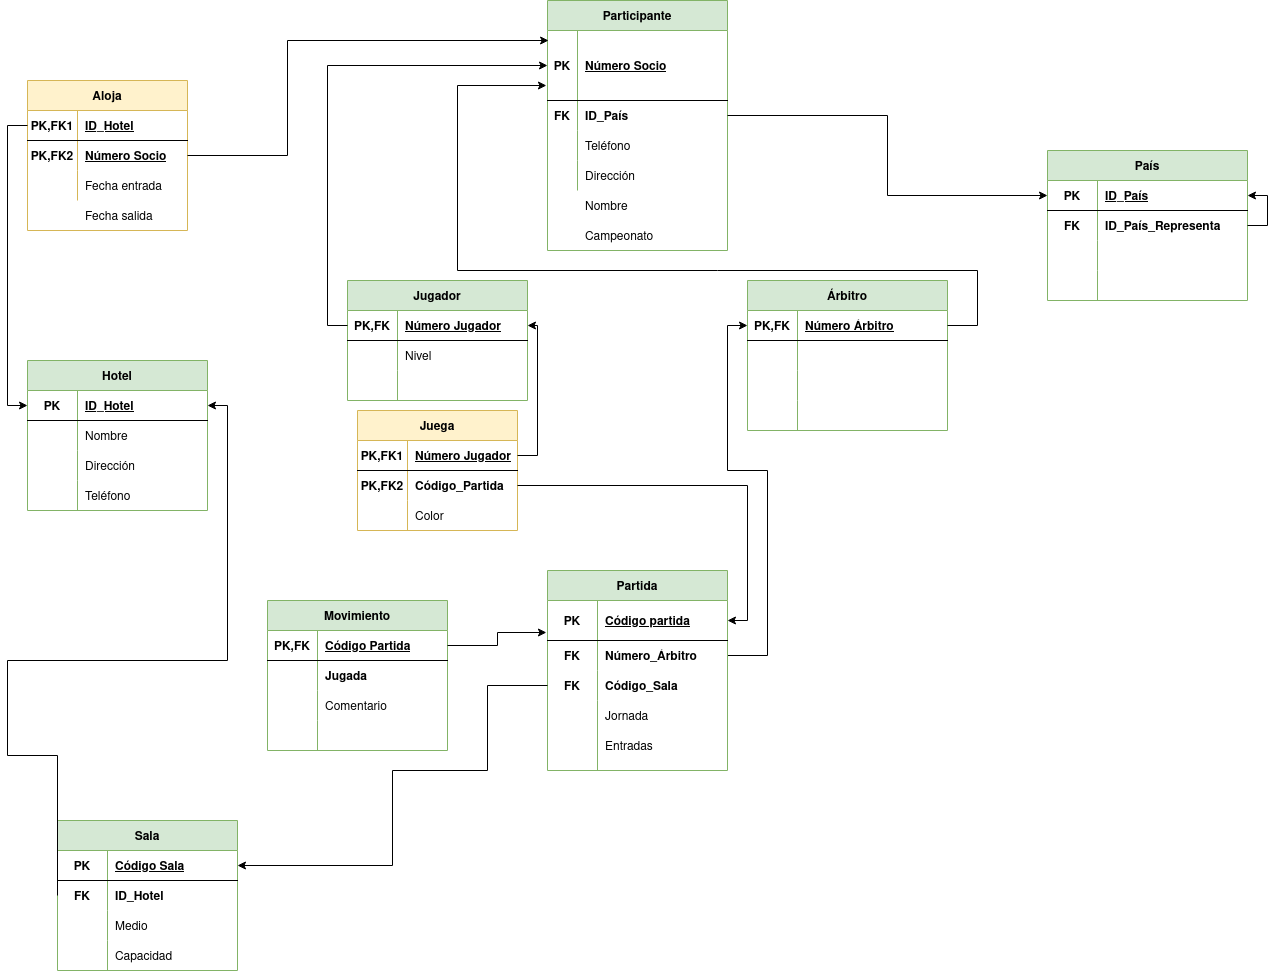 Participante
PK Número Socio
FK ID_País
Teléfono
Dirección
Nombre
Campeonato
Aloja
PK,FK1 ID_Hotel
PK,FK2 Número Socio
Fecha entrada
Fecha salida
País
PK ID_País
FK ID_País_Representa
Jugador
PK,FK Número Jugador
Nivel
Árbitro
PK,FK Número Árbitro
Hotel
PK ID_Hotel
Nombre
Dirección
Teléfono
Juega
PK,FK1 Número Jugador
PK,FK2 Código_Partida
Color
Partida
PK Código partida
FK Número_Árbitro
FK Código_Sala
Jornada
Entradas
Movimiento
PK,FK Código Partida
Jugada
Comentario
Sala
PK Código Sala
FK ID_Hotel
Medio
Capacidad